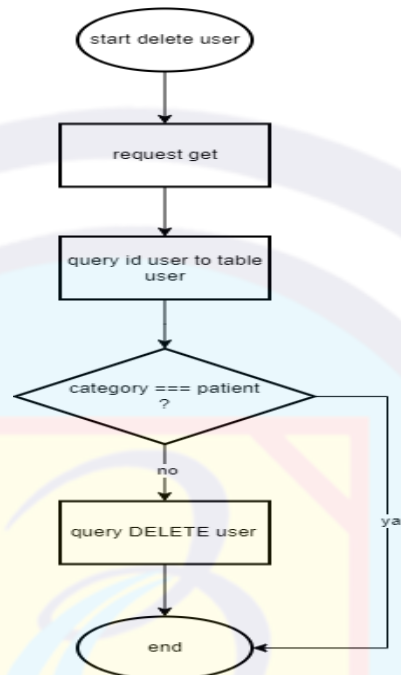 start delete user
request get
query id user to table
user
category === patient
?
no
query DELETE user
ya
end